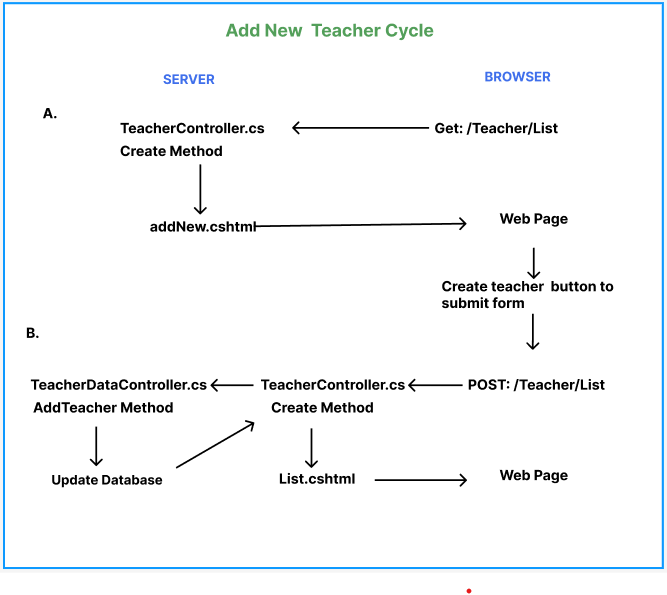 Add New Teacher Cycle
SERVER
BROWSER
A.
TeacherController.cs
Get: /Teacher/List
Create Method
addNew.cshtml
Web Page
Create teacher button to
submit form
B.
TeacherDataController.cs
TeacherController.cs
POST: /Teacher/List
AddTeacher Method
Create Method
Update Database
List.cshtml
Web Page